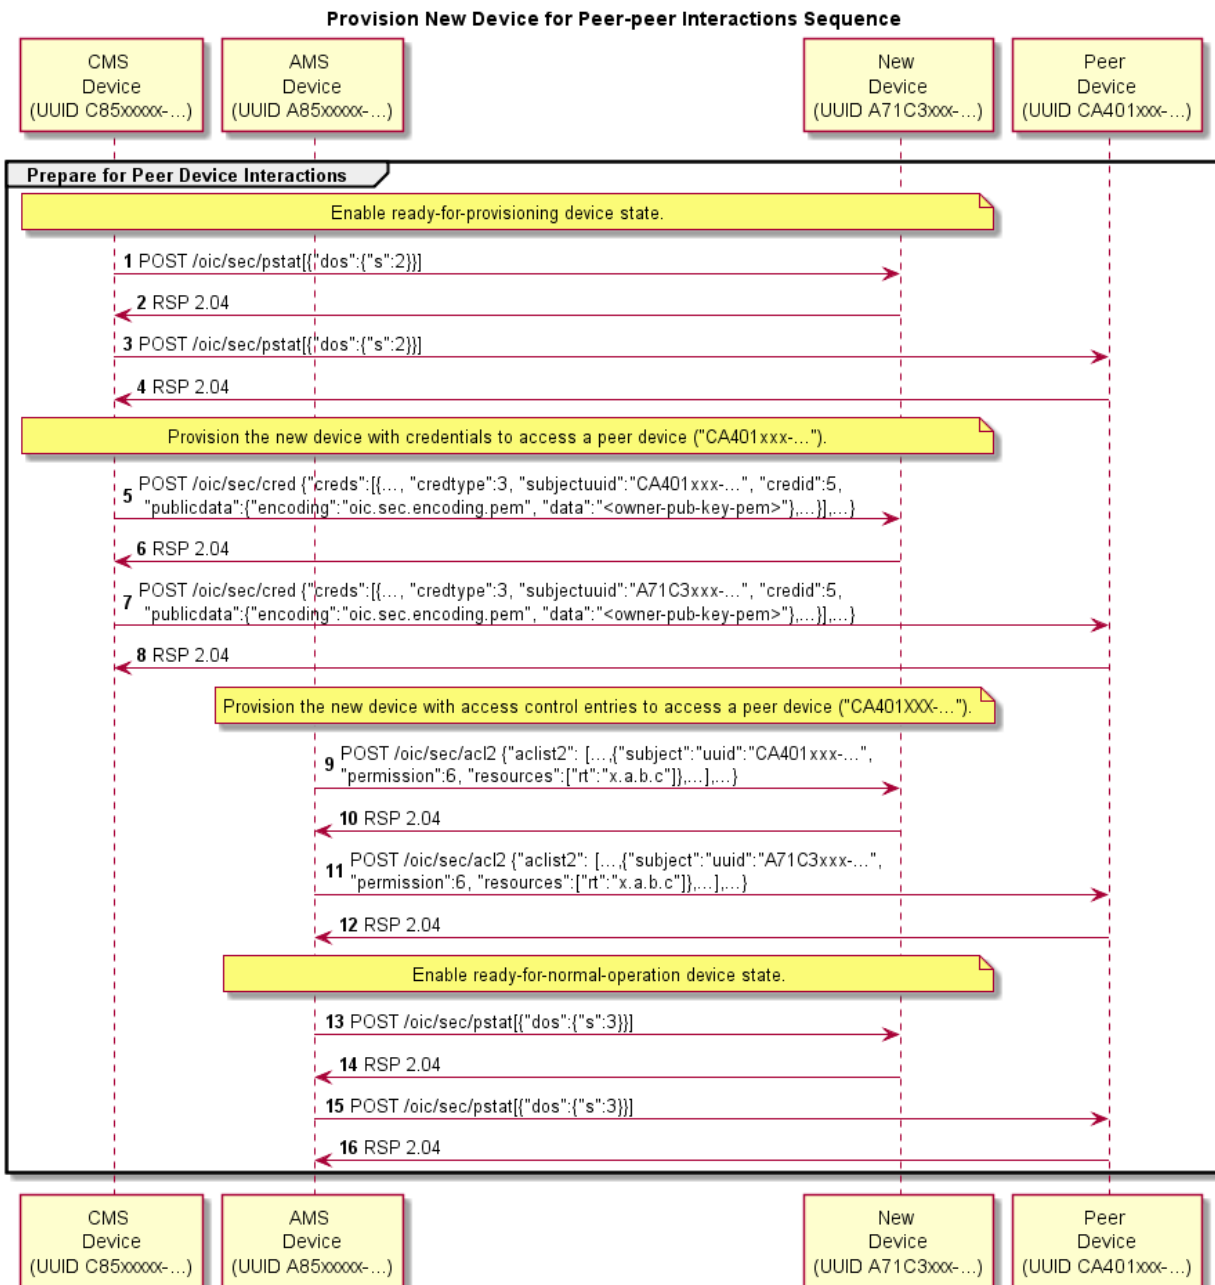 Provision New Device for Peer-peer Interactions Sequence
CMS
Device
(UUID C85xxxxx-...)
AMS
Device
(UUID A85xxxxx-...)
New
Device
(UUID A71C3xxx-...)
Peer
Device
(UUID CA401xxx-...)
Prepare for Peer Device Interactions
Enable ready-for-provisioning device state.
1 POST /oic/sec/pstat[{"dos":{"s":2}}]
2 RSP 2.04
3 POST /oic/sec/pstat[{"dos":{"s":2}}]
4 RSP 2.04
Provision the new device with credentials to access a peer device ("CA401xxx-...").
5 POST /oic/sec/cred {"creds":[{..., "credtype":3, "subjectuuid":"CA401xxx-...", "credid":5,
"publicdata":{"encoding":"oic.sec.encoding.pem", "data":"<owner-pub-key-pem>"},...}],...}
6 RSP 2.04
7 POST /oic/sec/cred {"creds":[{..., "credtype":3, "subjectuuid":"A71C3xxx-...", "credid":5,
"publicdata":{"encoding":"oic.sec.encoding.pem", "data":"<owner-pub-key-pem>"},...}],...}
8 RSP 2.04
Provision the new device with access control entries to access a peer device ("CA401XXX-...").
9 POST /oic/sec/acl2 {"aclist2": [...,{"subject":"uuid":"CA401xxx-...",
"permission":6, "resources":["rt":"x.a.b.c"]},...],...}
10 RSP 2.04
11 POST /oic/sec/acl2 {"aclist2": [...,{"subject":"uuid":"A71C3xxx-...",
"permission":6, "resources":["rt":"x.a.b.c"]},...],...}
12 RSP 2.04
Enable ready-for-normal-operation device state.
13 POST /oic/sec/pstat[{"dos":{"s":3}}]
14 RSP 2.04
15 POST /oic/sec/pstat[{"dos":{"s":3}}]
16 RSP 2.04
CMS
Device
(UUID C85xxxxx-...)
AMS
Device
(UUID A85xxxxx-...)
New
Device
(UUID A71C3xxx-...)
Peer
Device
(UUID CA401xxx-...)